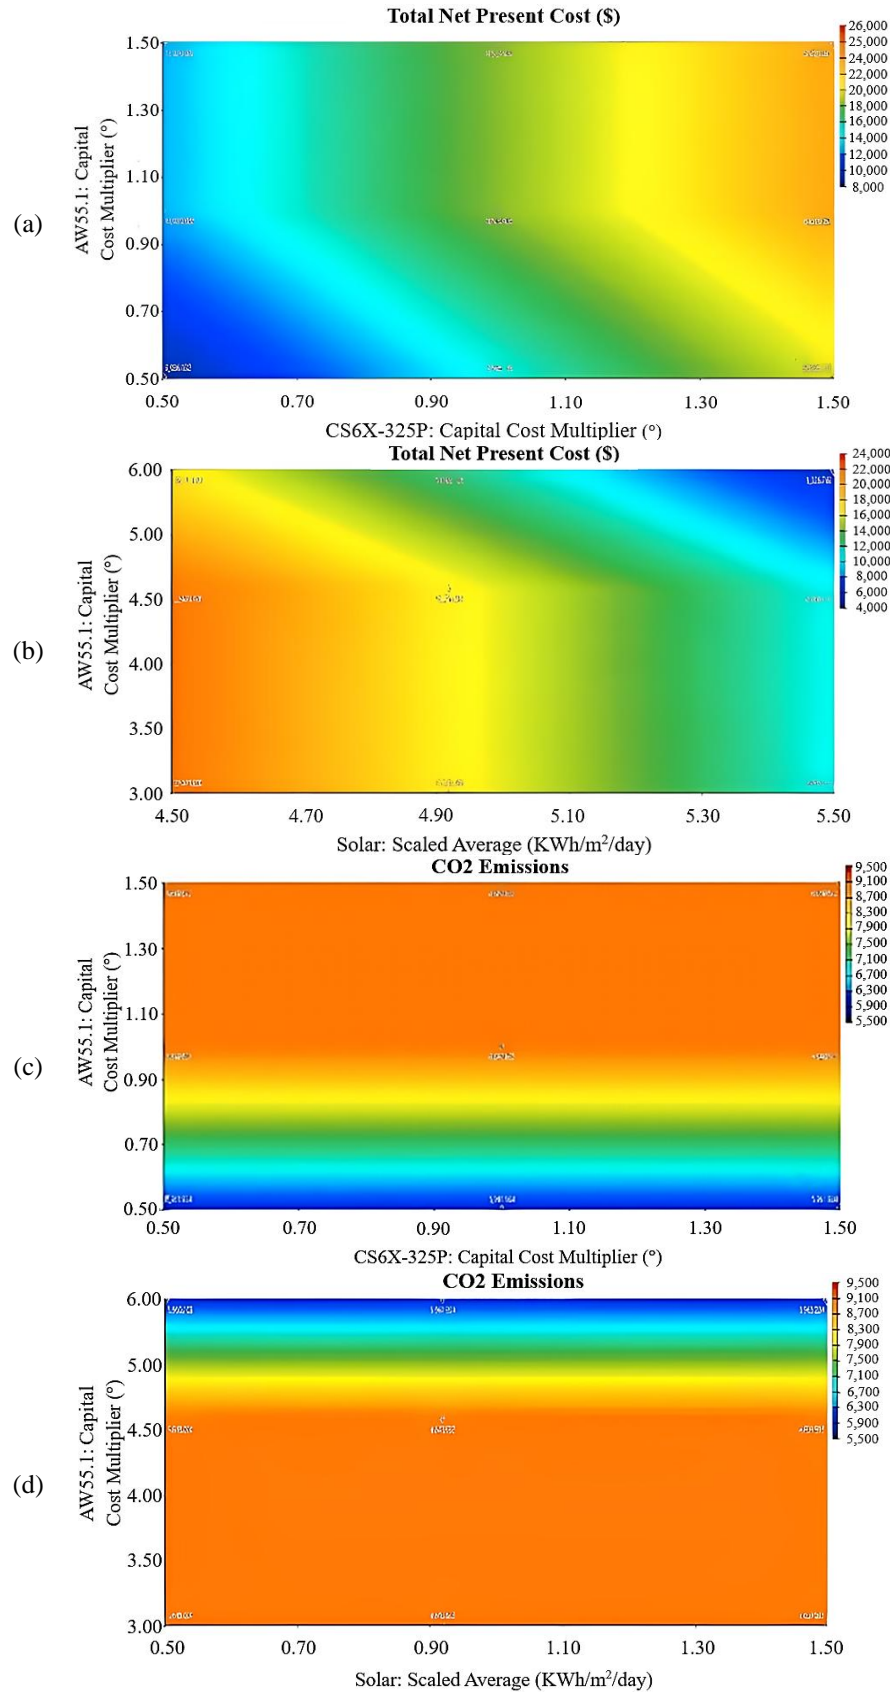 Total Net Present Cost ($)
26,000
25,000
24,000
22,000
20,000
18,000
16,000
14,000
12,000
10,000
8,000
(a)
AW55.1: Capital
Cost Multiplier (°)
1.50
1.30
1.10
0.90
0.70
0.50
0.50 0.70 0.90 1.10 1.30 1.50
CS6X-325P: Capital Cost Multiplier (°)
Total Net Present Cost ($)
24,000
22,000
20,000
18,000
16,000
14,000
12,000
10,000
8,000
6,000
4,000
(b)
AW55.1: Capital
Cost Multiplier (°)
6.00
5.00
4.50
4.00
3.50
3.00
4.50 4.70 4.90 5.10 5.30 5.50
Solar: Scaled Average (KWh/m²/day)
CO2 Emissions
9,500
9,100
8,700
8,300
7,900
7,500
7,100
6,700
6,300
5,900
5,500
(c)
AW55.1: Capital
Cost Multiplier (°)
1.50
1.30
1.10
0.90
0.70
0.50
0.50 0.70 0.90 1.10 1.30 1.50
CS6X-325P: Capital Cost Multiplier (°)
CO2 Emissions
9,500
9,100
8,700
8,300
7,900
7,500
7,100
6,700
6,300
5,900
5,500
(d)
AW55.1: Capital
Cost Multiplier (°)
6.00
5.00
4.50
4.00
3.50
3.00
0.50 0.70 0.90 1.10 1.30 1.50
Solar: Scaled Average (KWh/m²/day)